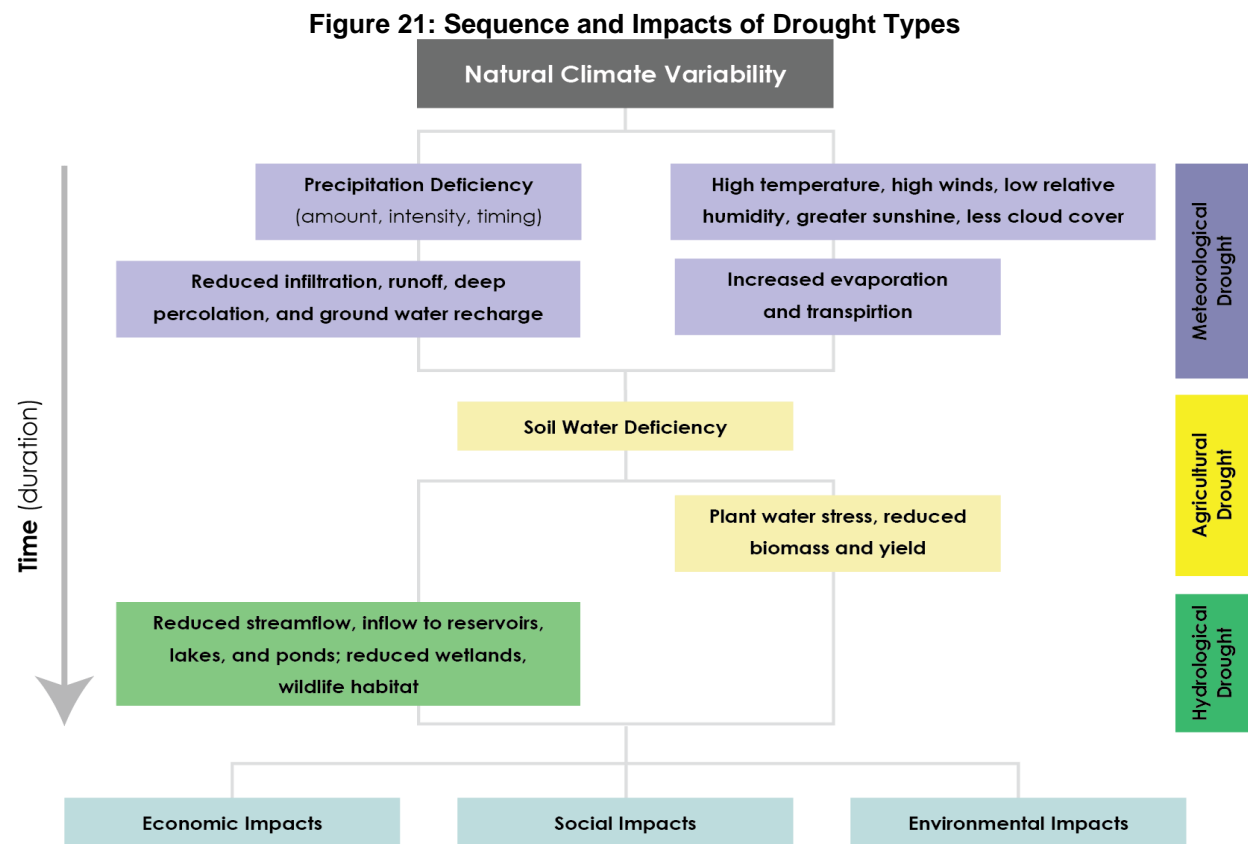 Figure 21: Sequence and Impacts of Drought Types
Natural Climate Variability
Precipitation Deficiency
(amount, intensity, timing)
High temperature, high winds, low relative
humidity, greater sunshine, less cloud cover
Reduced infiltration, runoff, deep
percolation, and ground water recharge
Increased evaporation
and transpirtion
Meteorological
Drought
Time (duration)
Soil Water Deficiency
Plant water stress, reduced
biomass and yield
Agricultural
Drought
Reduced streamflow, inflow to reservoirs,
lakes, and ponds; reduced wetlands,
wildlife habitat
Hydrological
Drought
Economic Impacts
Social Impacts
Environmental Impacts